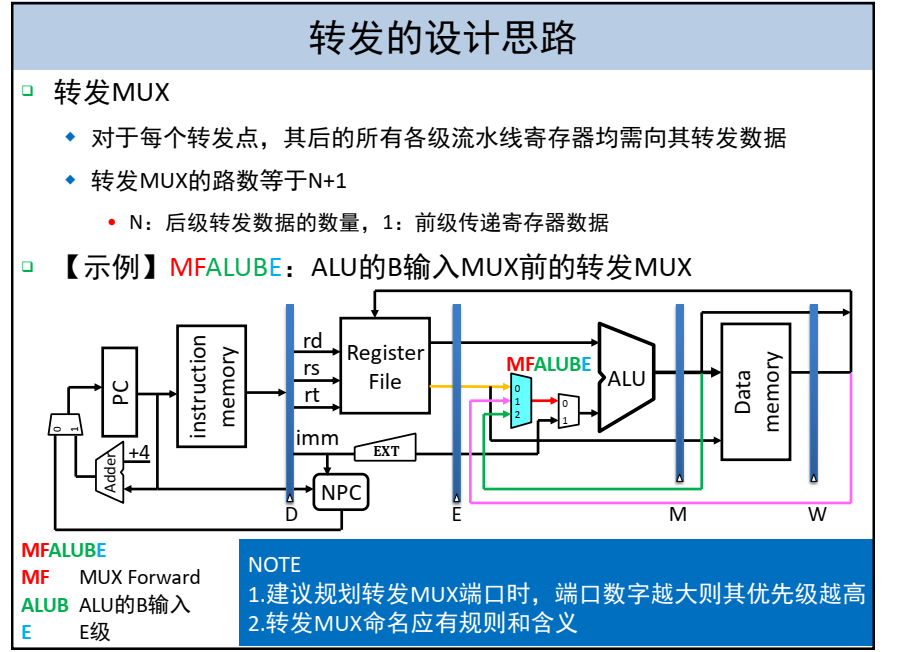 转发的设计思路
转发MUX
对于每个转发点，其后的所有各级流水线寄存器均需向其转发数据
转发MUX的路数等于N+1
N：后级转发数据的数量，1：前级传递寄存器数据
【示例】MFALUBE：ALU的B输入MUX前的转发MUX
PC
instruction
memory
rd
rs
rt
imm
Register
File
EXT
NPC
MFALUBE
0
1
2
0
1
ALU
Data
memory
0
1
Adder
+4
D
E
M
W
MFALUBE
MF MUX Forward
ALUB ALU的B输入
E E级
NOTE
1.建议规划转发MUX端口时，端口数字越大则其优先级越高
2.转发MUX命名应有规则和含义